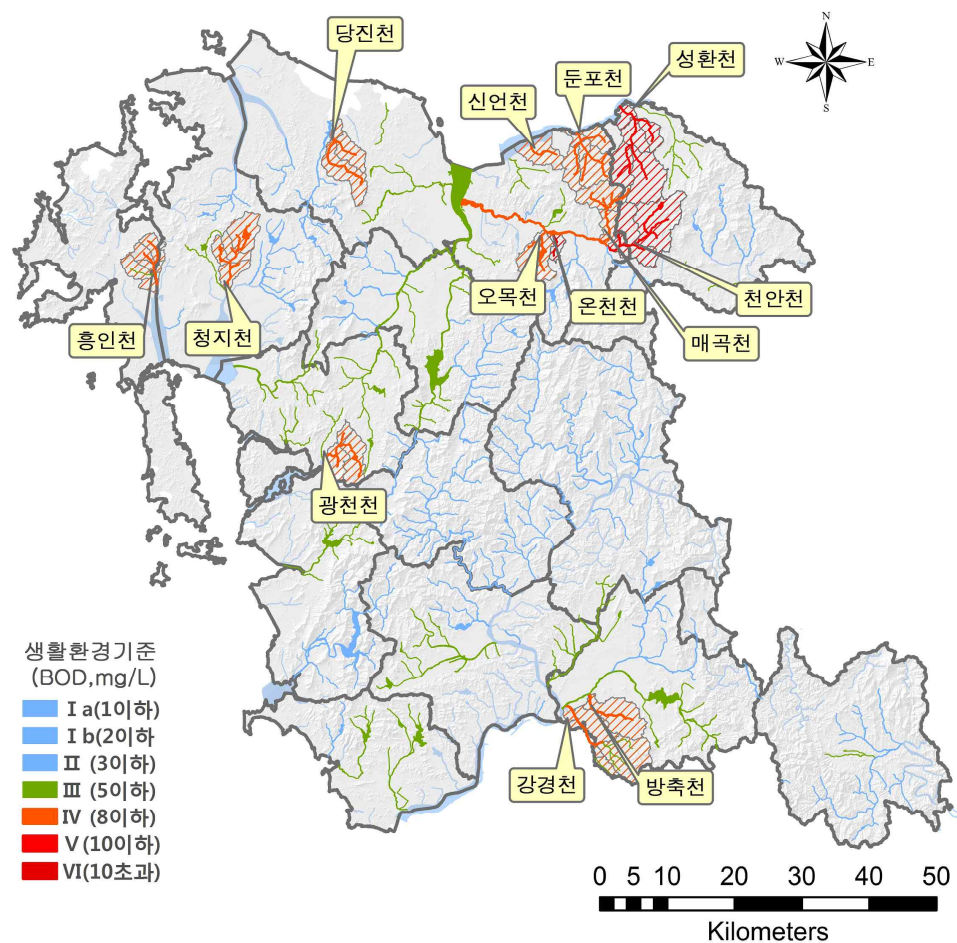 당진천
성환천
둔포천
신언천
N
W
E
S
오목천
온천천
천안천
매곡천
흥인천
청지천
광천천
강경천
방축천
생활환경기준
(BOD,mg/L)
Ⅰa(1이하)
Ⅰb(2이하
Ⅱ (3이하)
Ⅲ (5이하)
Ⅳ (8이하)
Ⅴ(10이하)
Ⅵ(10초과)
0 5 10 20 30 40 50
Kilometers